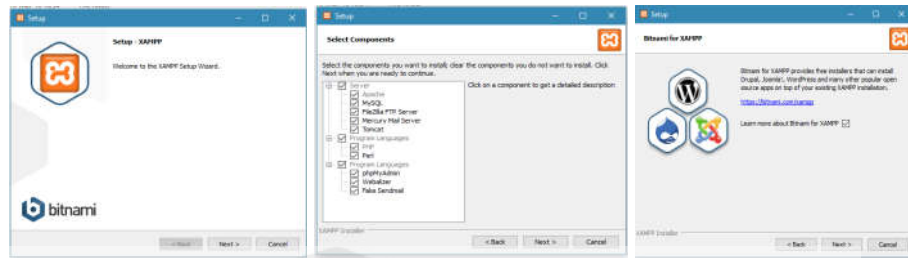 Setup
Setup - XAMPP
Welcome to the XAMPP Setup Wizard.
bitnami
< Back
Next >
Cancel
Setup
Select Components
Select the components you want to install; clear the components you do not want to install. Click
Next when you are ready to continue.
Server
Apache
MySQL
FileZilla FTP Server
Mercury Mail Server
Tomcat
Program Languages
PHP
Perl
Program Languages
phpMyAdmin
Webalizer
Fake Sendmail
Click on a component to get a detailed description
XAMPP Installer
< Back
Next >
Cancel
Setup
Bitnami for XAMPP
Bitnami for XAMPP provides free installers that can install
Drupal, Joomla!, WordPress and many other popular open
source apps on top of your existing XAMPP installation.
https://bitnami.com/xampp
Learn more about Bitnami for XAMPP
XAMPP Installer
< Back
Next >
Cancel